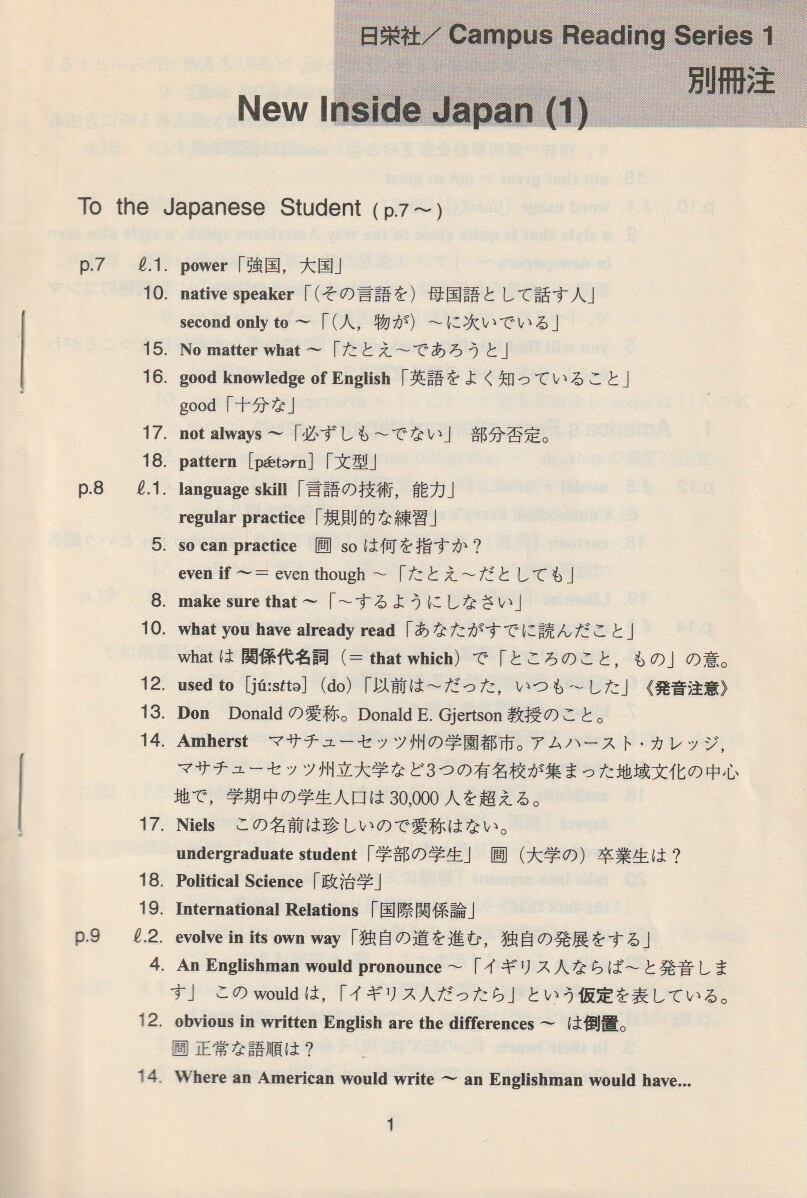 日栄社／ Campus Reading Series 1
別冊注
New Inside Japan (1)
To the Japanese Student ( p.7 ～ )
p.7 ℓ.1. power「強国，大国」
10. native speaker「（その言語を）母国語として話す人」
second only to ～「（人，物が）～に次いでいる」
15. No matter what ～「たとえ～であろうと」
16. good knowledge of English「英語をよく知っていること」
good「十分な」
17. not always ～「必ずしも～でない」 部分否定。
18. pattern [pǽtərn]「文型」
p.8 ℓ.1. language skill「言語の技術，能力」
regular practice「規則的な練習」
5. so can practice 問 so は何を指すか？
even if ～＝ even though ～「たとえ～だとしても」
8. make sure that ～「～するようにしなさい」
10. what you have already read「あなたがすでに読んだこと」
what は 関係代名詞（＝ that which）で「ところのこと，もの」の意。
12. used to [júːsttə] (do)「以前は～だった，いつも～した」《発音注意》
13. Don Donald の愛称。Donald E. Gjertson 教授のこと。
14. Amherst マサチューセッツ州の学園都市。アムハースト・カレッジ，
マサチューセッツ州立大学など3つの有名校が集まった地域文化の中心
地で，学期中の学生人口は 30,000 人を超える。
17. Niels この名前は珍しいので愛称はない。
undergraduate student「学部の学生」 問（大学の）卒業生は？
18. Political Science「政治学」
19. International Relations「国際関係論」
p.9 ℓ.2. evolve in its own way「独自の道を進む，独自の発展をする」
4. An Englishman would pronounce ～「イギリス人ならば～と発音しま
す」 この would は，「イギリス人だったら」という仮定を表している。
12. obvious in written English are the differences ～ は倒置。
問 正常な語順は？
14. Where an American would write ～ an Englishman would have...
1